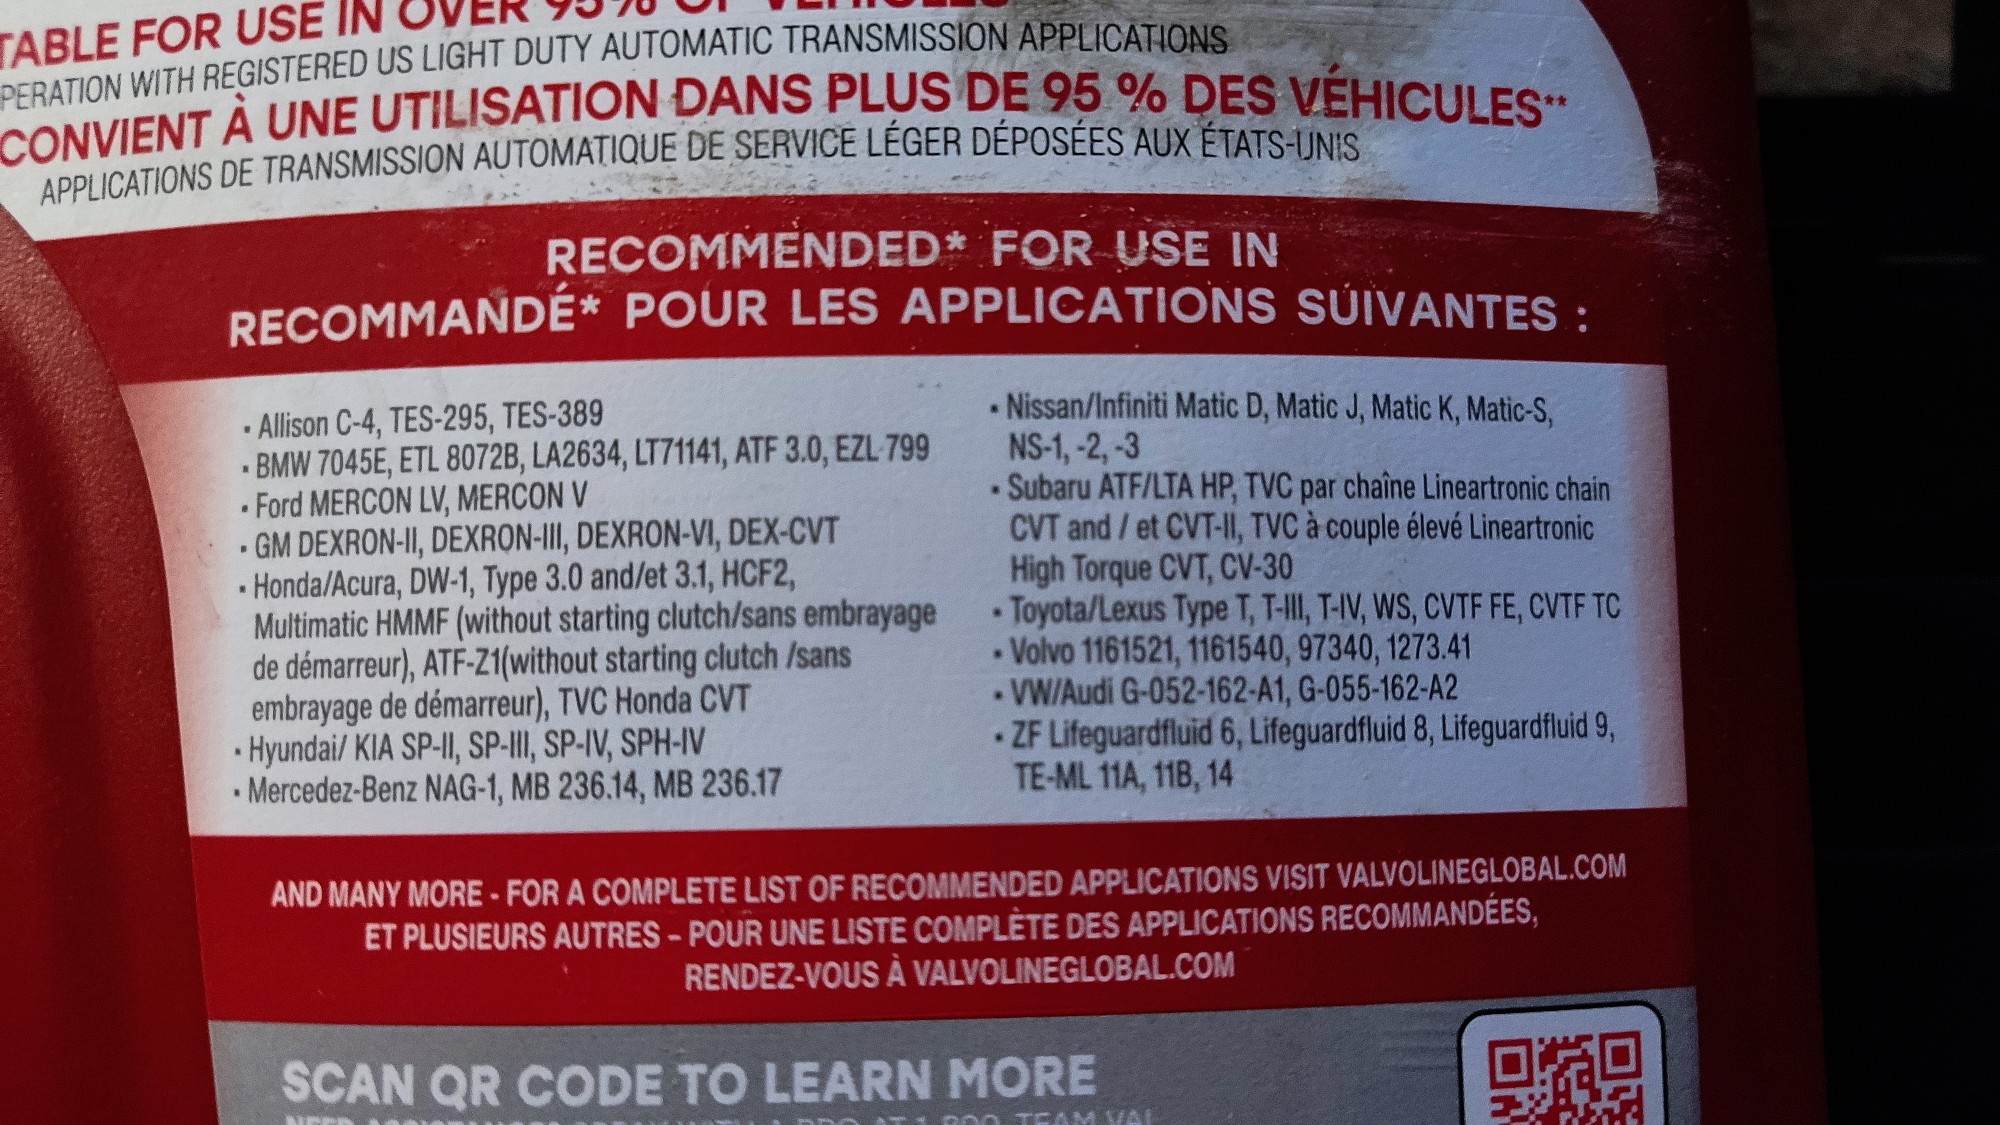 TABLE FOR USE IN OVER 95% OF VEHICLES
PERATION WITH REGISTERED US LIGHT DUTY AUTOMATIC TRANSMISSION APPLICATIONS
CONVIENT À UNE UTILISATION DANS PLUS DE 95 % DES VÉHICULES**
APPLICATIONS DE TRANSMISSION AUTOMATIQUE DE SERVICE LÉGER DÉPOSÉES AUX ÉTATS-UNIS
RECOMMENDED* FOR USE IN
RECOMMANDÉ* POUR LES APPLICATIONS SUIVANTES :
• Allison C-4, TES-295, TES-389
• BMW 7045E, ETL 8072B, LA2634, LT71141, ATF 3.0, EZL 799
• Ford MERCON LV, MERCON V
• GM DEXRON-II, DEXRON-III, DEXRON-VI, DEX-CVT
• Honda/Acura, DW-1, Type 3.0 and/et 3.1, HCF2,
Multimatic HMMF (without starting clutch/sans embrayage
de démarreur), ATF-Z1(without starting clutch /sans
embrayage de démarreur), TVC Honda CVT
• Hyundai/ KIA SP-II, SP-III, SP-IV, SPH-IV
• Mercedez-Benz NAG-1, MB 236.14, MB 236.17
• Nissan/Infiniti Matic D, Matic J, Matic K, Matic-S,
NS-1, -2, -3
• Subaru ATF/LTA HP, TVC par chaîne Lineartronic chain
CVT and / et CVT-II, TVC à couple élevé Lineartronic
High Torque CVT, CV-30
• Toyota/Lexus Type T, T-III, T-IV, WS, CVTF FE, CVTF TC
• Volvo 1161521, 1161540, 97340, 1273.41
• VW/Audi G-052-162-A1, G-055-162-A2
• ZF Lifeguardfluid 6, Lifeguardfluid 8, Lifeguardfluid 9,
TE-ML 11A, 11B, 14
AND MANY MORE - FOR A COMPLETE LIST OF RECOMMENDED APPLICATIONS VISIT VALVOLINEGLOBAL.COM
ET PLUSIEURS AUTRES – POUR UNE LISTE COMPLÈTE DES APPLICATIONS RECOMMANDÉES,
RENDEZ-VOUS À VALVOLINEGLOBAL.COM
SCAN QR CODE TO LEARN MORE